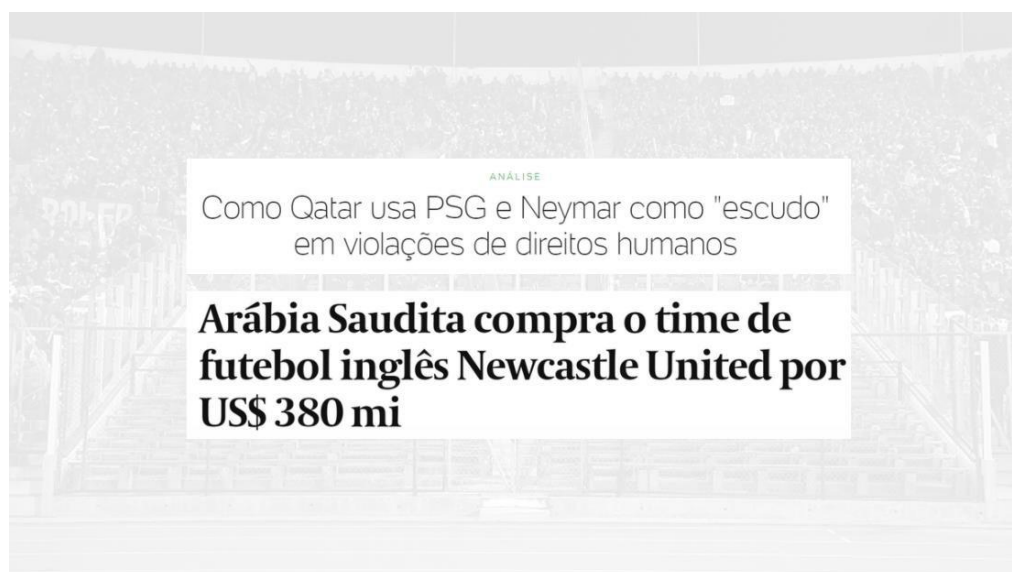 ANÁLISE
Como Qatar usa PSG e Neymar como "escudo"
em violações de direitos humanos
Arábia Saudita compra o time de
futebol inglês Newcastle United por
US$ 380 mi